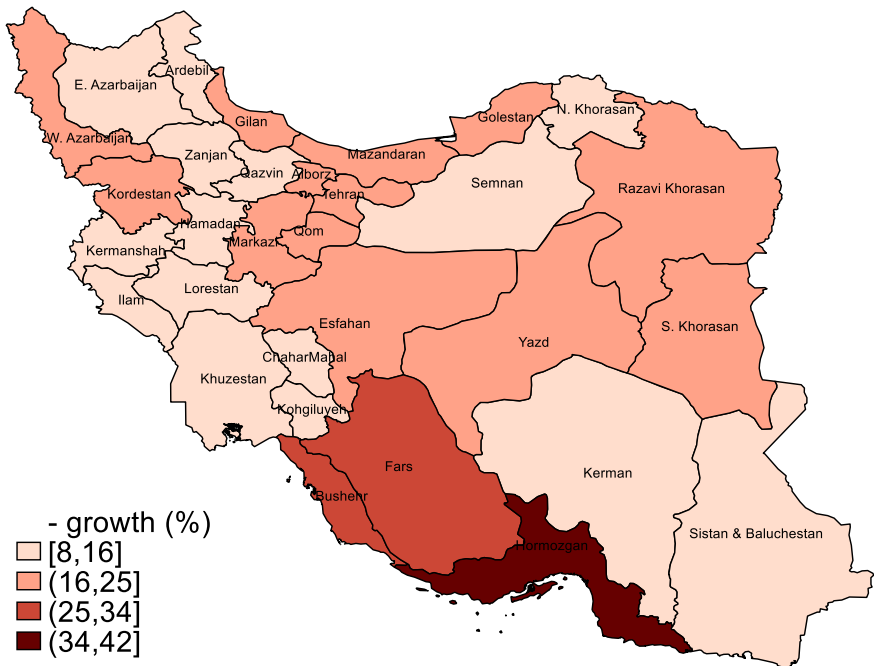 Ardebil
E. Azarbaijan
N. Khorasan
Golestan
Gilan
W. Azarbaijan
Zanjan
Mazandaran
Qazvin
Alborz
Semnan
Razavi Khorasan
Kordestan
Tehran
Hamadan
Qom
Markazi
Kermanshah
Lorestan
Ilam
Esfahan
S. Khorasan
Yazd
ChaharMahal
Khuzestan
Kohgiluyeh
Fars
Kerman
Bushehr
Sistan & Baluchestan
Hormozgan
- growth (%)
[8,16]
(16,25]
(25,34]
(34,42]